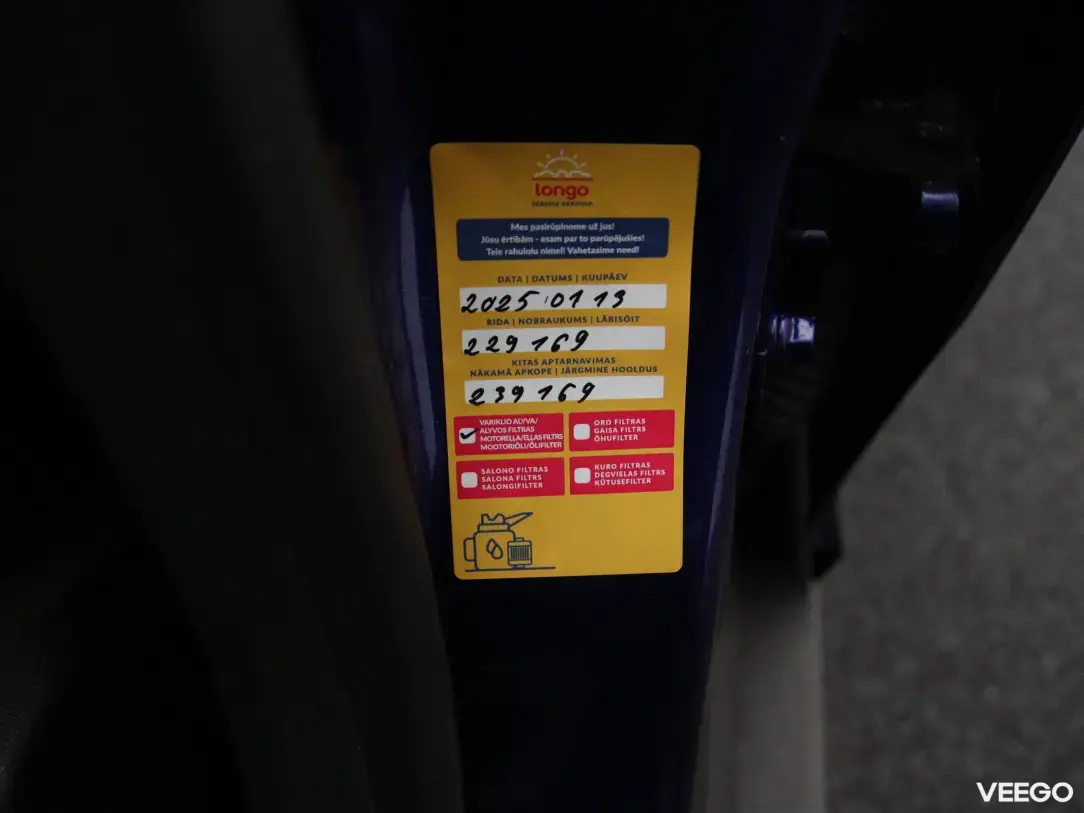 longo
Mes pasirūpinome už jus!
Jūsu ērtībām - esam par to parūpējušies!
Teie rahulolu nimel! Vahetasime need!
DATA | DATUMS | KUUPÄEV
2025 01 19
RIDA | NOBRAUKUMS | LÄBISÕIT
229 169
KITAS APTARNAVIMAS
NĀKAMĀ APKOPE | JÄRGMINE HOOLDUS
239 169
VARIKLIO ALYVA/
ALYVOS FILTRAS
MOTORELLA/EĻĻAS FILTRS
MOOTORIÕLI/ÕLIFILTER
ORO FILTRAS
GAISA FILTRS
ÕHUFILTER
SALONO FILTRAS
SALONA FILTRS
SALONGIFILTER
KURO FILTRAS
DEGVIELAS FILTRS
KÜTUSEFILTER
VEEGO